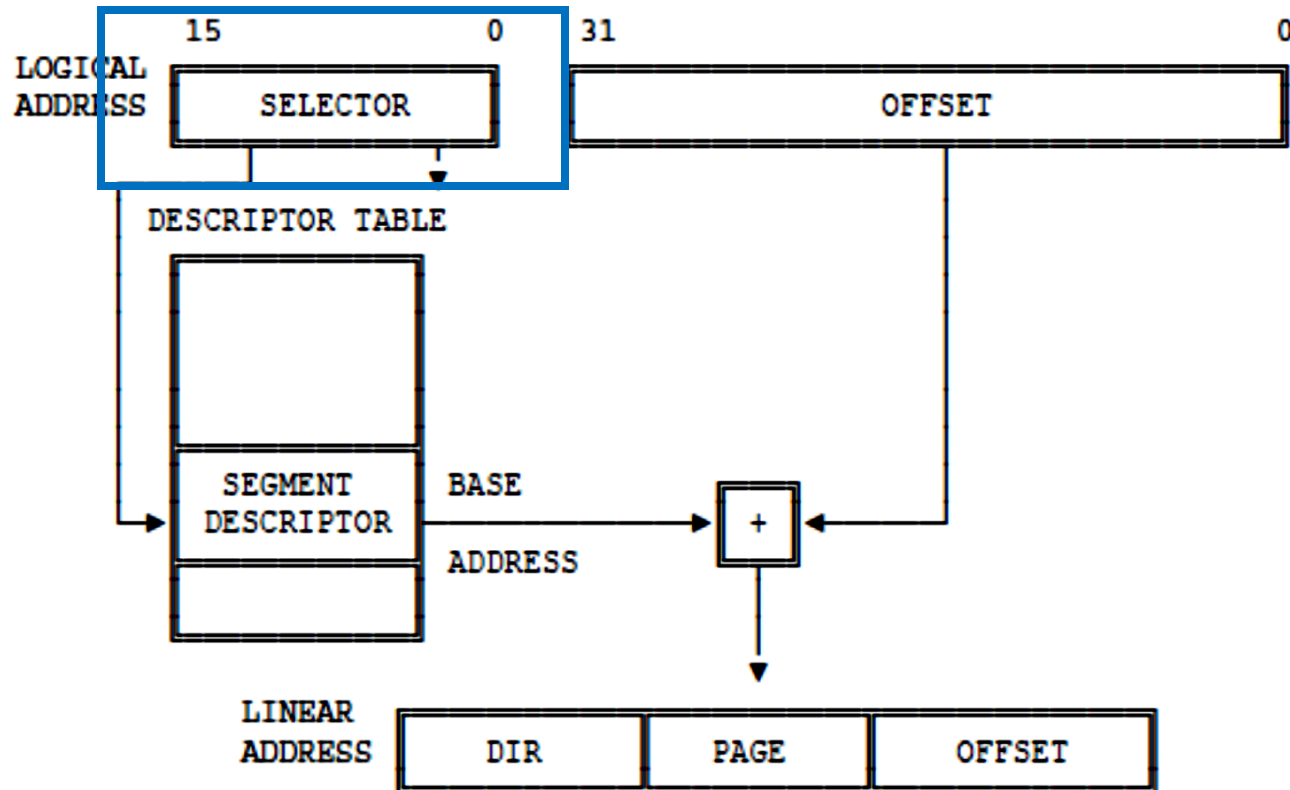 15 0 31 0
LOGICAL
ADDRESS SELECTOR OFFSET
DESCRIPTOR TABLE
SEGMENT BASE
DESCRIPTOR +
ADDRESS
LINEAR
ADDRESS DIR PAGE OFFSET